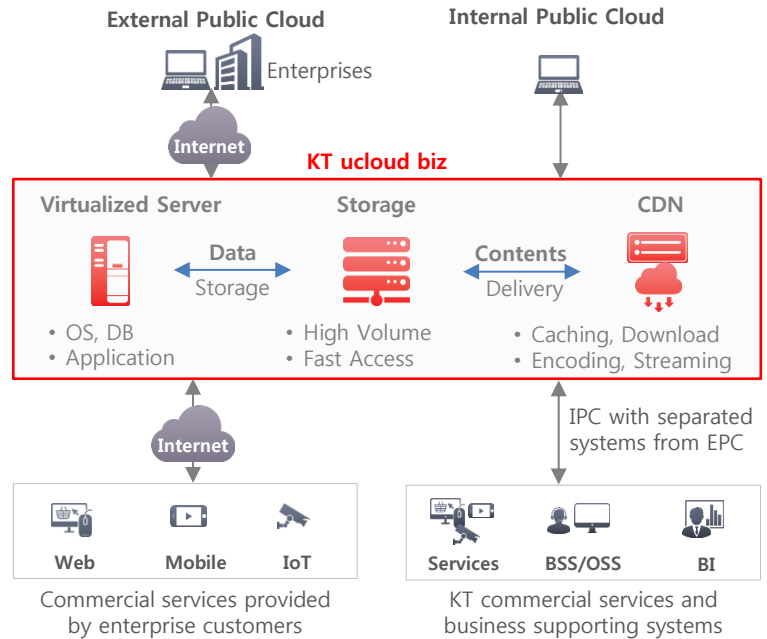 External Public Cloud
Internal Public Cloud
Enterprises
Internet
KT ucloud biz
Virtualized Server
Storage
CDN
Data
Storage
Contents
Delivery
• OS, DB
• Application
• High Volume
• Fast Access
• Caching, Download
• Encoding, Streaming
Internet
IPC with separated
systems from EPC
Web
Mobile
IoT
Services
BSS/OSS
BI
Commercial services provided
by enterprise customers
KT commercial services and
business supporting systems